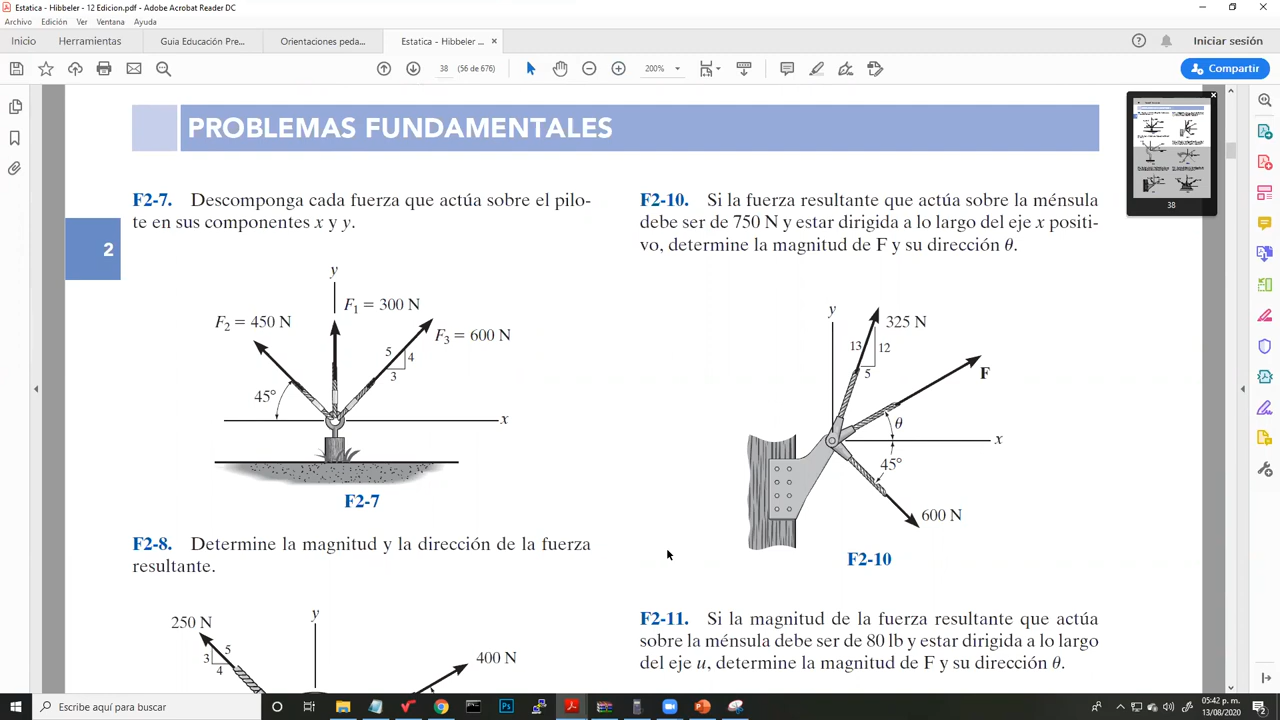 Estatica - Hibbeler - 12 Edicion.pdf - Adobe Acrobat Reader DC
Archivo Edición Ver Ventana Ayuda
Inicio Herramientas Guia Educación Pre... Orientaciones peda... Estatica - Hibbeler ... ×
Iniciar sesión
38 (56 de 676) 200%
Compartir
PROBLEMAS FUNDAMENTALES
F2-7. Descomponga cada fuerza que actúa sobre el pilo-
te en sus componentes x y y.
2
y
F₁ = 300 N
F₂ = 450 N
F₃ = 600 N
5
4
3
45°
x
F2-7
F2-8. Determine la magnitud y la dirección de la fuerza
resultante.
y
250 N
3 5
4
400 N
F2-10. Si la fuerza resultante que actúa sobre la ménsula
debe ser de 750 N y estar dirigida a lo largo del eje x positi-
vo, determine la magnitud de F y su dirección θ.
y
325 N
13 12
5
F
θ
x
45°
600 N
F2-10
F2-11. Si la magnitud de la fuerza resultante que actúa
sobre la ménsula debe ser de 80 lb y estar dirigida a lo largo
del eje u, determine la magnitud de F y su dirección θ.
38
Escribe aquí para buscar
05:42 p. m.
13/08/2020
2